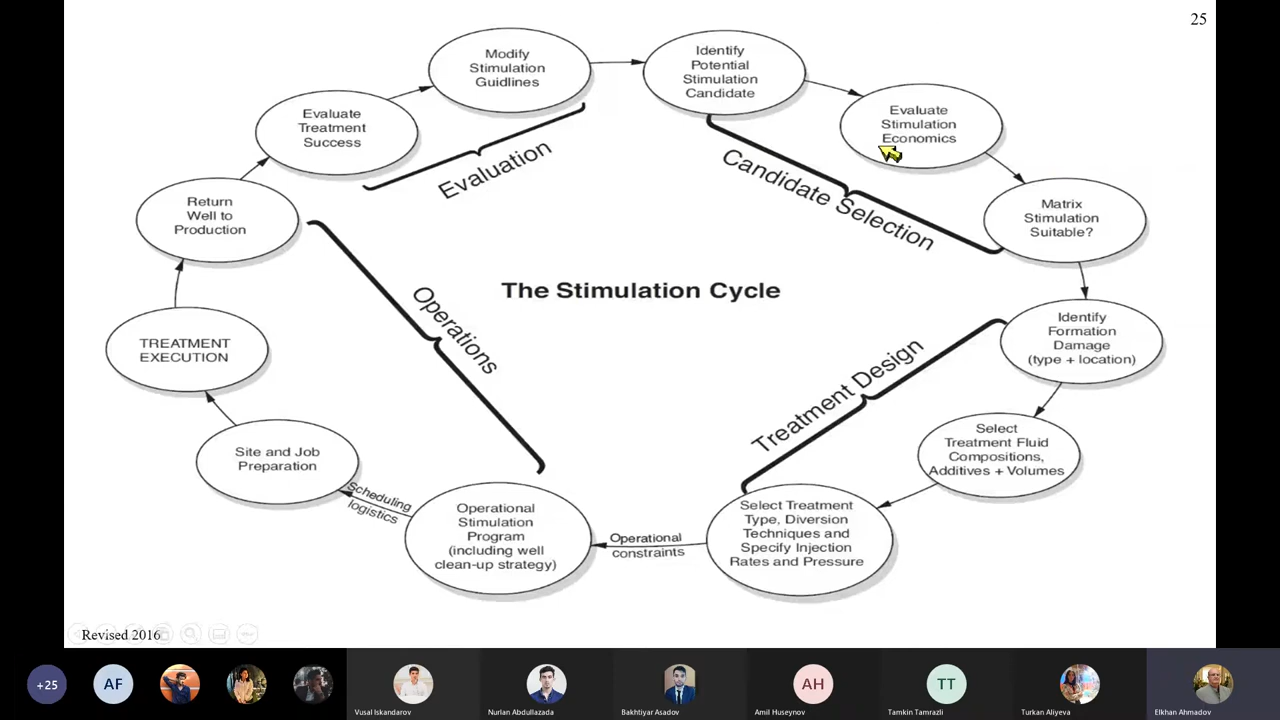 25
Modify
Stimulation
Guidlines
Identify
Potential
Stimulation
Candidate
Evaluate
Stimulation
Economics
Matrix
Stimulation
Suitable?
Candidate Selection
Identify
Formation
Damage
(type + location)
Select
Treatment Fluid
Compositions,
Additives + Volumes
Select Treatment
Type, Diversion
Techniques and
Specify Injection
Rates and Pressure
Treatment Design
Operational
constraints
Operational
Stimulation
Program
(including well
clean-up strategy)
Scheduling
logistics
Site and Job
Preparation
TREATMENT
EXECUTION
Return
Well to
Production
Operations
Evaluate
Treatment
Success
Evaluation
The Stimulation Cycle
Revised 2016
+25
AF
Vusal Iskandarov
Nurlan Abdullazada
Bakhtiyar Asadov
AH
Amil Huseynov
TT
Tamkin Tamrazli
Turkan Aliyeva
Elkhan Ahmadov